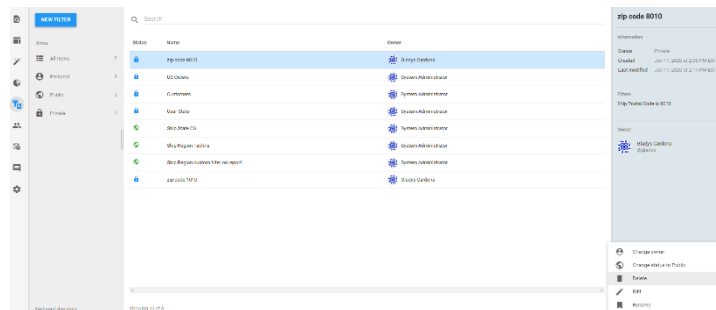 NEW FILTER
Search
zip code 8010
Information
Status Private
Created
Last modified
Filters
Ship Postal Code is 8010
Owner
Gladys Cardona
Show
All items
Personal
Public
Private
Status Name Owner
zip code 8010 Gladys Cardona
US Orders System Administrator
Customers System Administrator
User State System Administrator
Ship State CA System Administrator
Ship Region System Administrator
Ship Region custom filter on report System Administrator
zip code 1010 Gladys Cardona
Change owner
Change status to Public
Delete
Edit
Rename